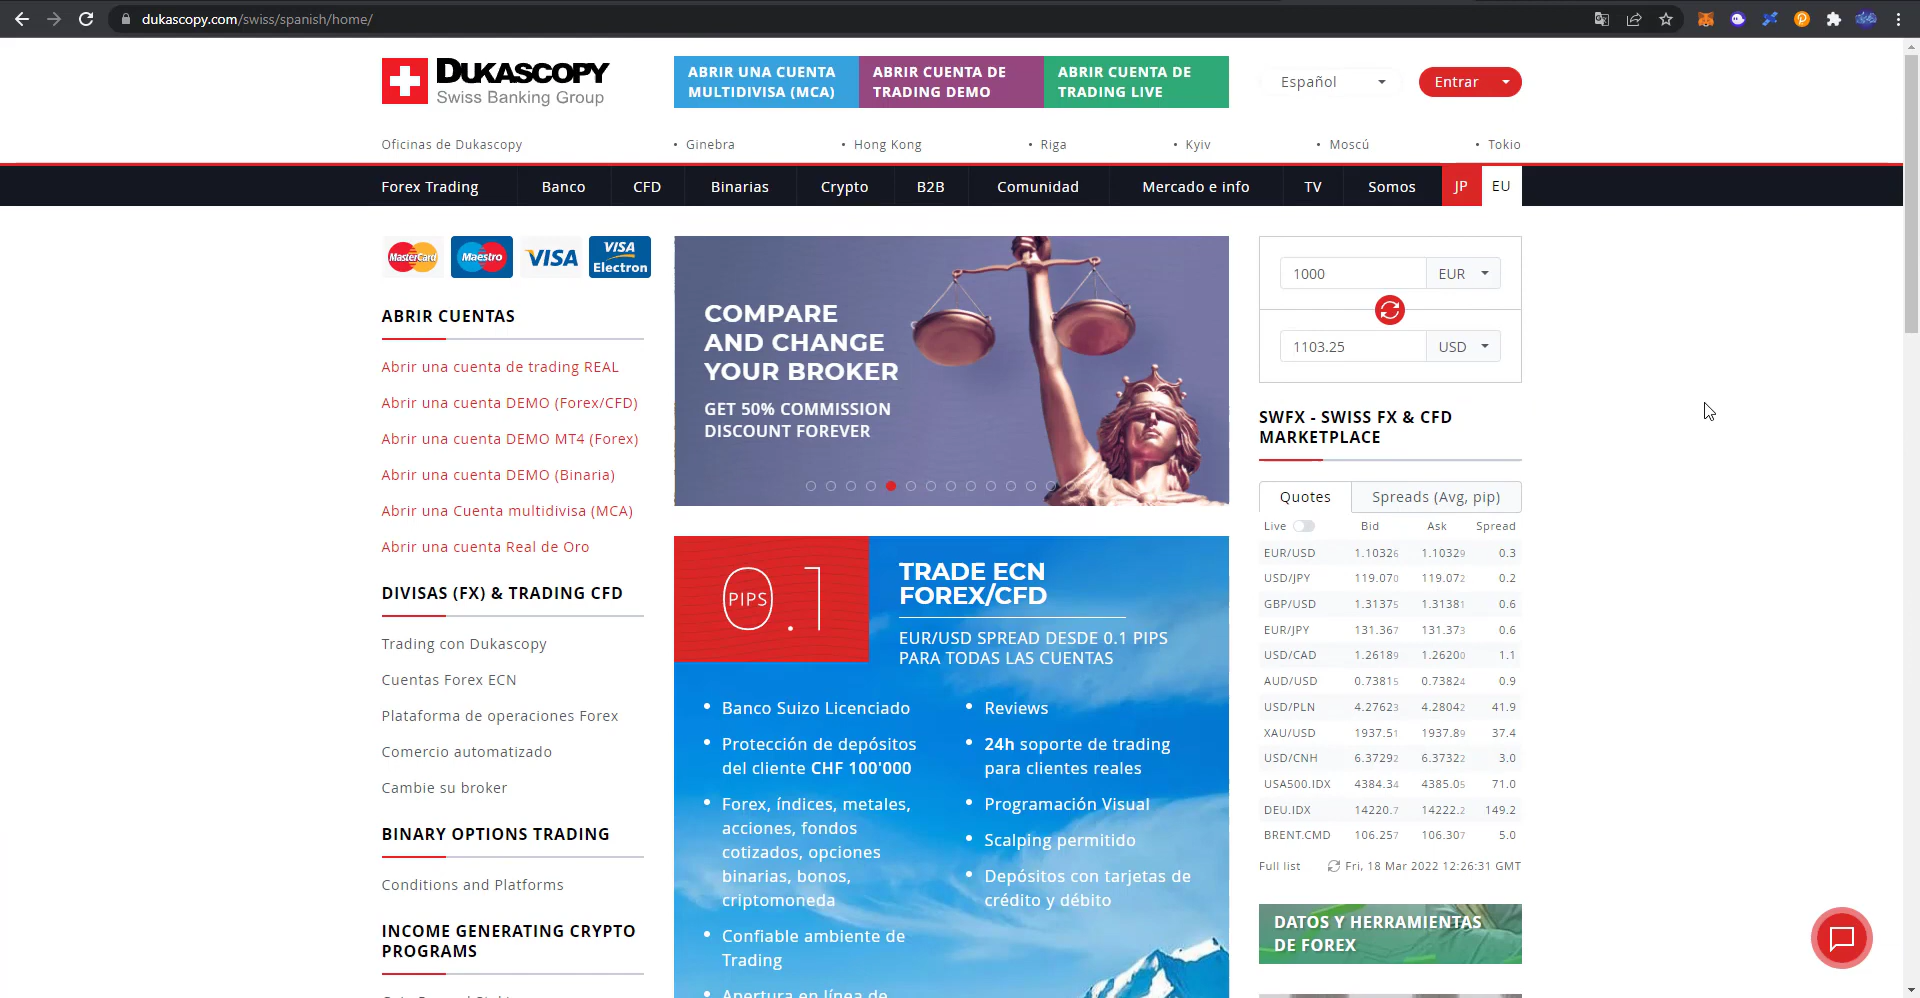 dukascopy.com/swiss/spanish/home/
DUKASCOPY
Swiss Banking Group
ABRIR UNA CUENTA
MULTIDIVISA (MCA)
ABRIR CUENTA DE
TRADING DEMO
ABRIR CUENTA DE
TRADING LIVE
Español
Entrar
Oficinas de Dukascopy
• Ginebra
• Hong Kong
• Riga
• Kyiv
• Moscú
• Tokio
Forex Trading
Banco
CFD
Binarias
Crypto
B2B
Comunidad
Mercado e info
TV
Somos
JP
EU
MasterCard
Maestro
VISA
VISA
Electron
ABRIR CUENTAS
Abrir una cuenta de trading REAL
Abrir una cuenta DEMO (Forex/CFD)
Abrir una cuenta DEMO MT4 (Forex)
Abrir una cuenta DEMO (Binaria)
Abrir una Cuenta multidivisa (MCA)
Abrir una cuenta Real de Oro
DIVISAS (FX) & TRADING CFD
Trading con Dukascopy
Cuentas Forex ECN
Plataforma de operaciones Forex
Comercio automatizado
Cambie su broker
BINARY OPTIONS TRADING
Conditions and Platforms
INCOME GENERATING CRYPTO
PROGRAMS
COMPARE
AND CHANGE
YOUR BROKER
GET 50% COMMISSION
DISCOUNT FOREVER
0.1
PIPS
TRADE ECN
FOREX/CFD
EUR/USD SPREAD DESDE 0.1 PIPS
PARA TODAS LAS CUENTAS
• Banco Suizo Licenciado
• Protección de depósitos
del cliente CHF 100'000
• Forex, índices, metales,
acciones, fondos
cotizados, opciones
binarias, bonos,
criptomoneda
• Confiable ambiente de
Trading
• Apertura en línea de
• Reviews
• 24h soporte de trading
para clientes reales
• Programación Visual
• Scalping permitido
• Depósitos con tarjetas de
crédito y débito
1000 EUR
1103.25 USD
SWFX - SWISS FX & CFD
MARKETPLACE
Quotes Spreads (Avg, pip)
Live Bid Ask Spread
EUR/USD 1.10326 1.10329 0.3
USD/JPY 119.070 119.072 0.2
GBP/USD 1.31375 1.31381 0.6
EUR/JPY 131.367 131.373 0.6
USD/CAD 1.26189 1.26200 1.1
AUD/USD 0.73815 0.73824 0.9
USD/PLN 4.27623 4.28042 41.9
XAU/USD 1937.51 1937.89 37.4
USD/CNH 6.37292 6.37322 3.0
USA500.IDX 4384.34 4385.05 71.0
DEU.IDX 14220.7 14222.2 149.2
BRENT.CMD 106.257 106.307 5.0
Full list Fri, 18 Mar 2022 12:26:31 GMT
DATOS Y HERRAMIENTAS
DE FOREX